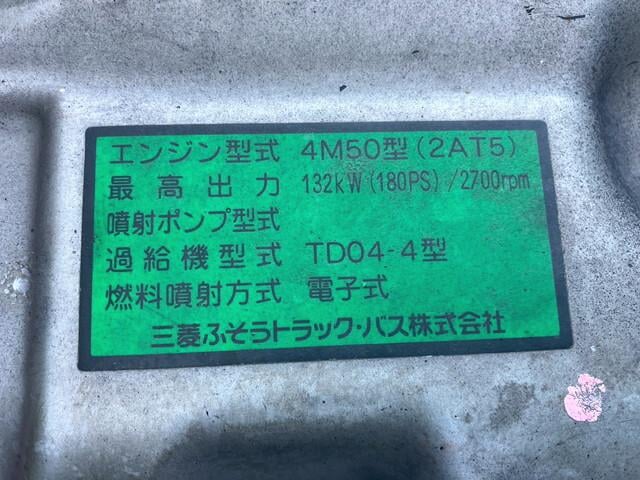 エンジン型式 4M50型(2AT5)
最高出力 132kW(180PS)/2700rpm
噴射ポンプ型式
過給機型式 TD04-4型
燃料噴射方式 電子式
三菱ふそうトラック・バス株式会社